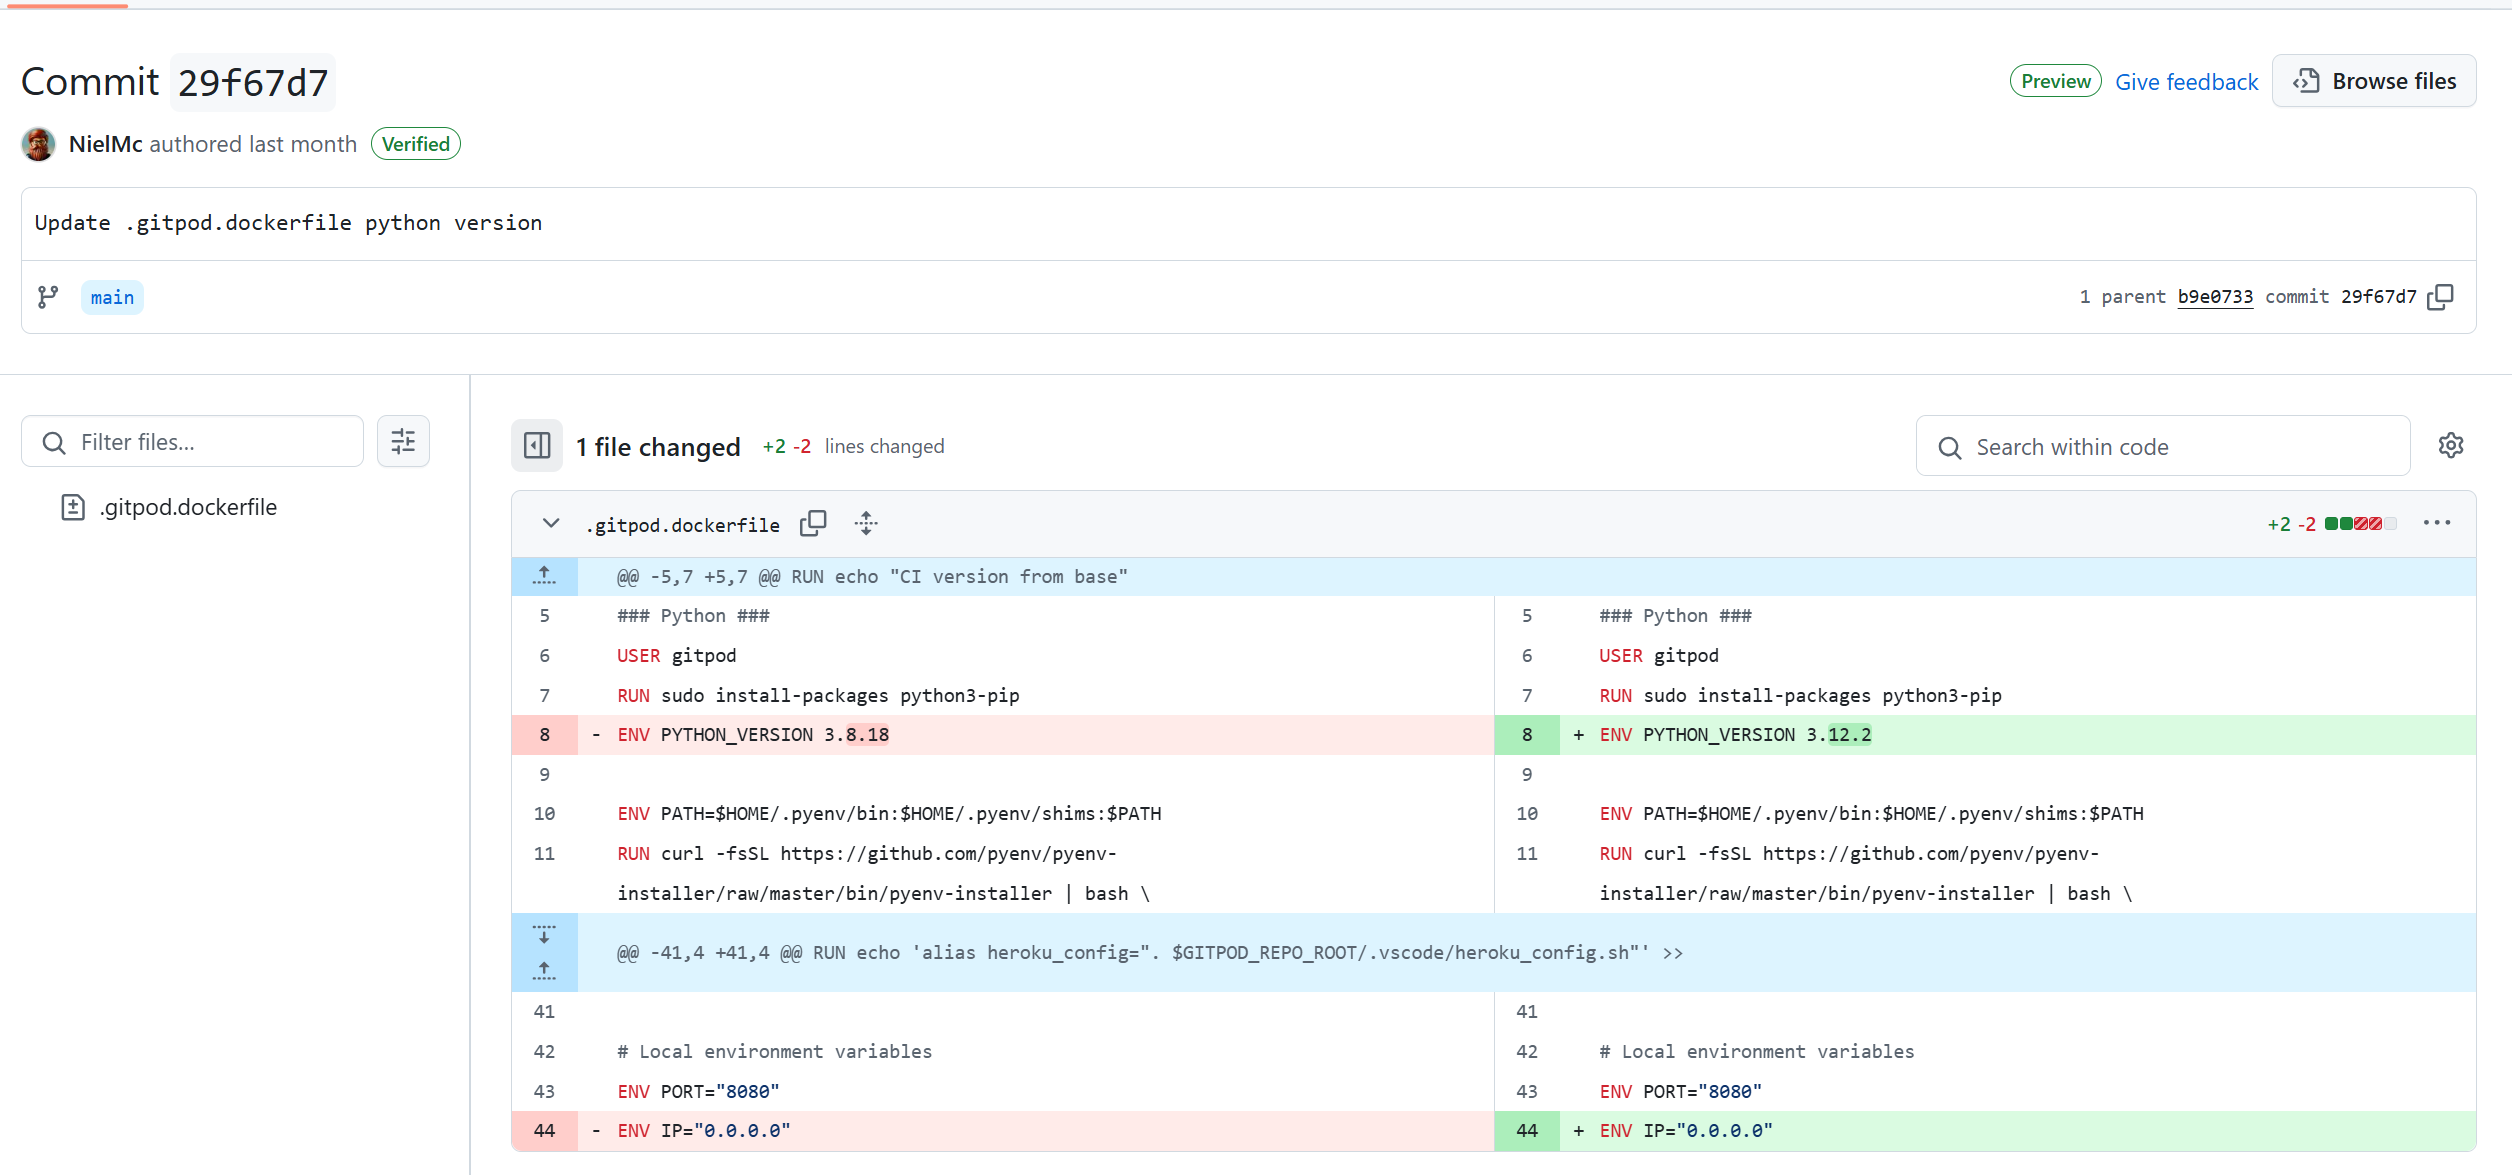 Commit 29f67d7
Preview Give feedback Browse files
NielMc authored last month Verified
Update .gitpod.dockerfile python version
main
1 parent b9e0733 commit 29f67d7
Filter files...
.gitpod.dockerfile
1 file changed +2 -2 lines changed
Search within code
.gitpod.dockerfile
+2 -2
@@ -5,7 +5,7 @@ RUN echo "CI version from base"
5 ### Python ### 5 ### Python ###
6 USER gitpod 6 USER gitpod
7 RUN sudo install-packages python3-pip 7 RUN sudo install-packages python3-pip
8 - ENV PYTHON_VERSION 3.8.18 8 + ENV PYTHON_VERSION 3.12.2
9 9
10 ENV PATH=$HOME/.pyenv/bin:$HOME/.pyenv/shims:$PATH 10 ENV PATH=$HOME/.pyenv/bin:$HOME/.pyenv/shims:$PATH
11 RUN curl -fsSL https://github.com/pyenv/pyenv- 11 RUN curl -fsSL https://github.com/pyenv/pyenv-
installer/raw/master/bin/pyenv-installer | bash \ installer/raw/master/bin/pyenv-installer | bash \
@@ -41,4 +41,4 @@ RUN echo 'alias heroku_config=". $GITPOD_REPO_ROOT/.vscode/heroku_config.sh"' >>
41 41
42 # Local environment variables 42 # Local environment variables
43 ENV PORT="8080" 43 ENV PORT="8080"
44 - ENV IP="0.0.0.0" 44 + ENV IP="0.0.0.0"